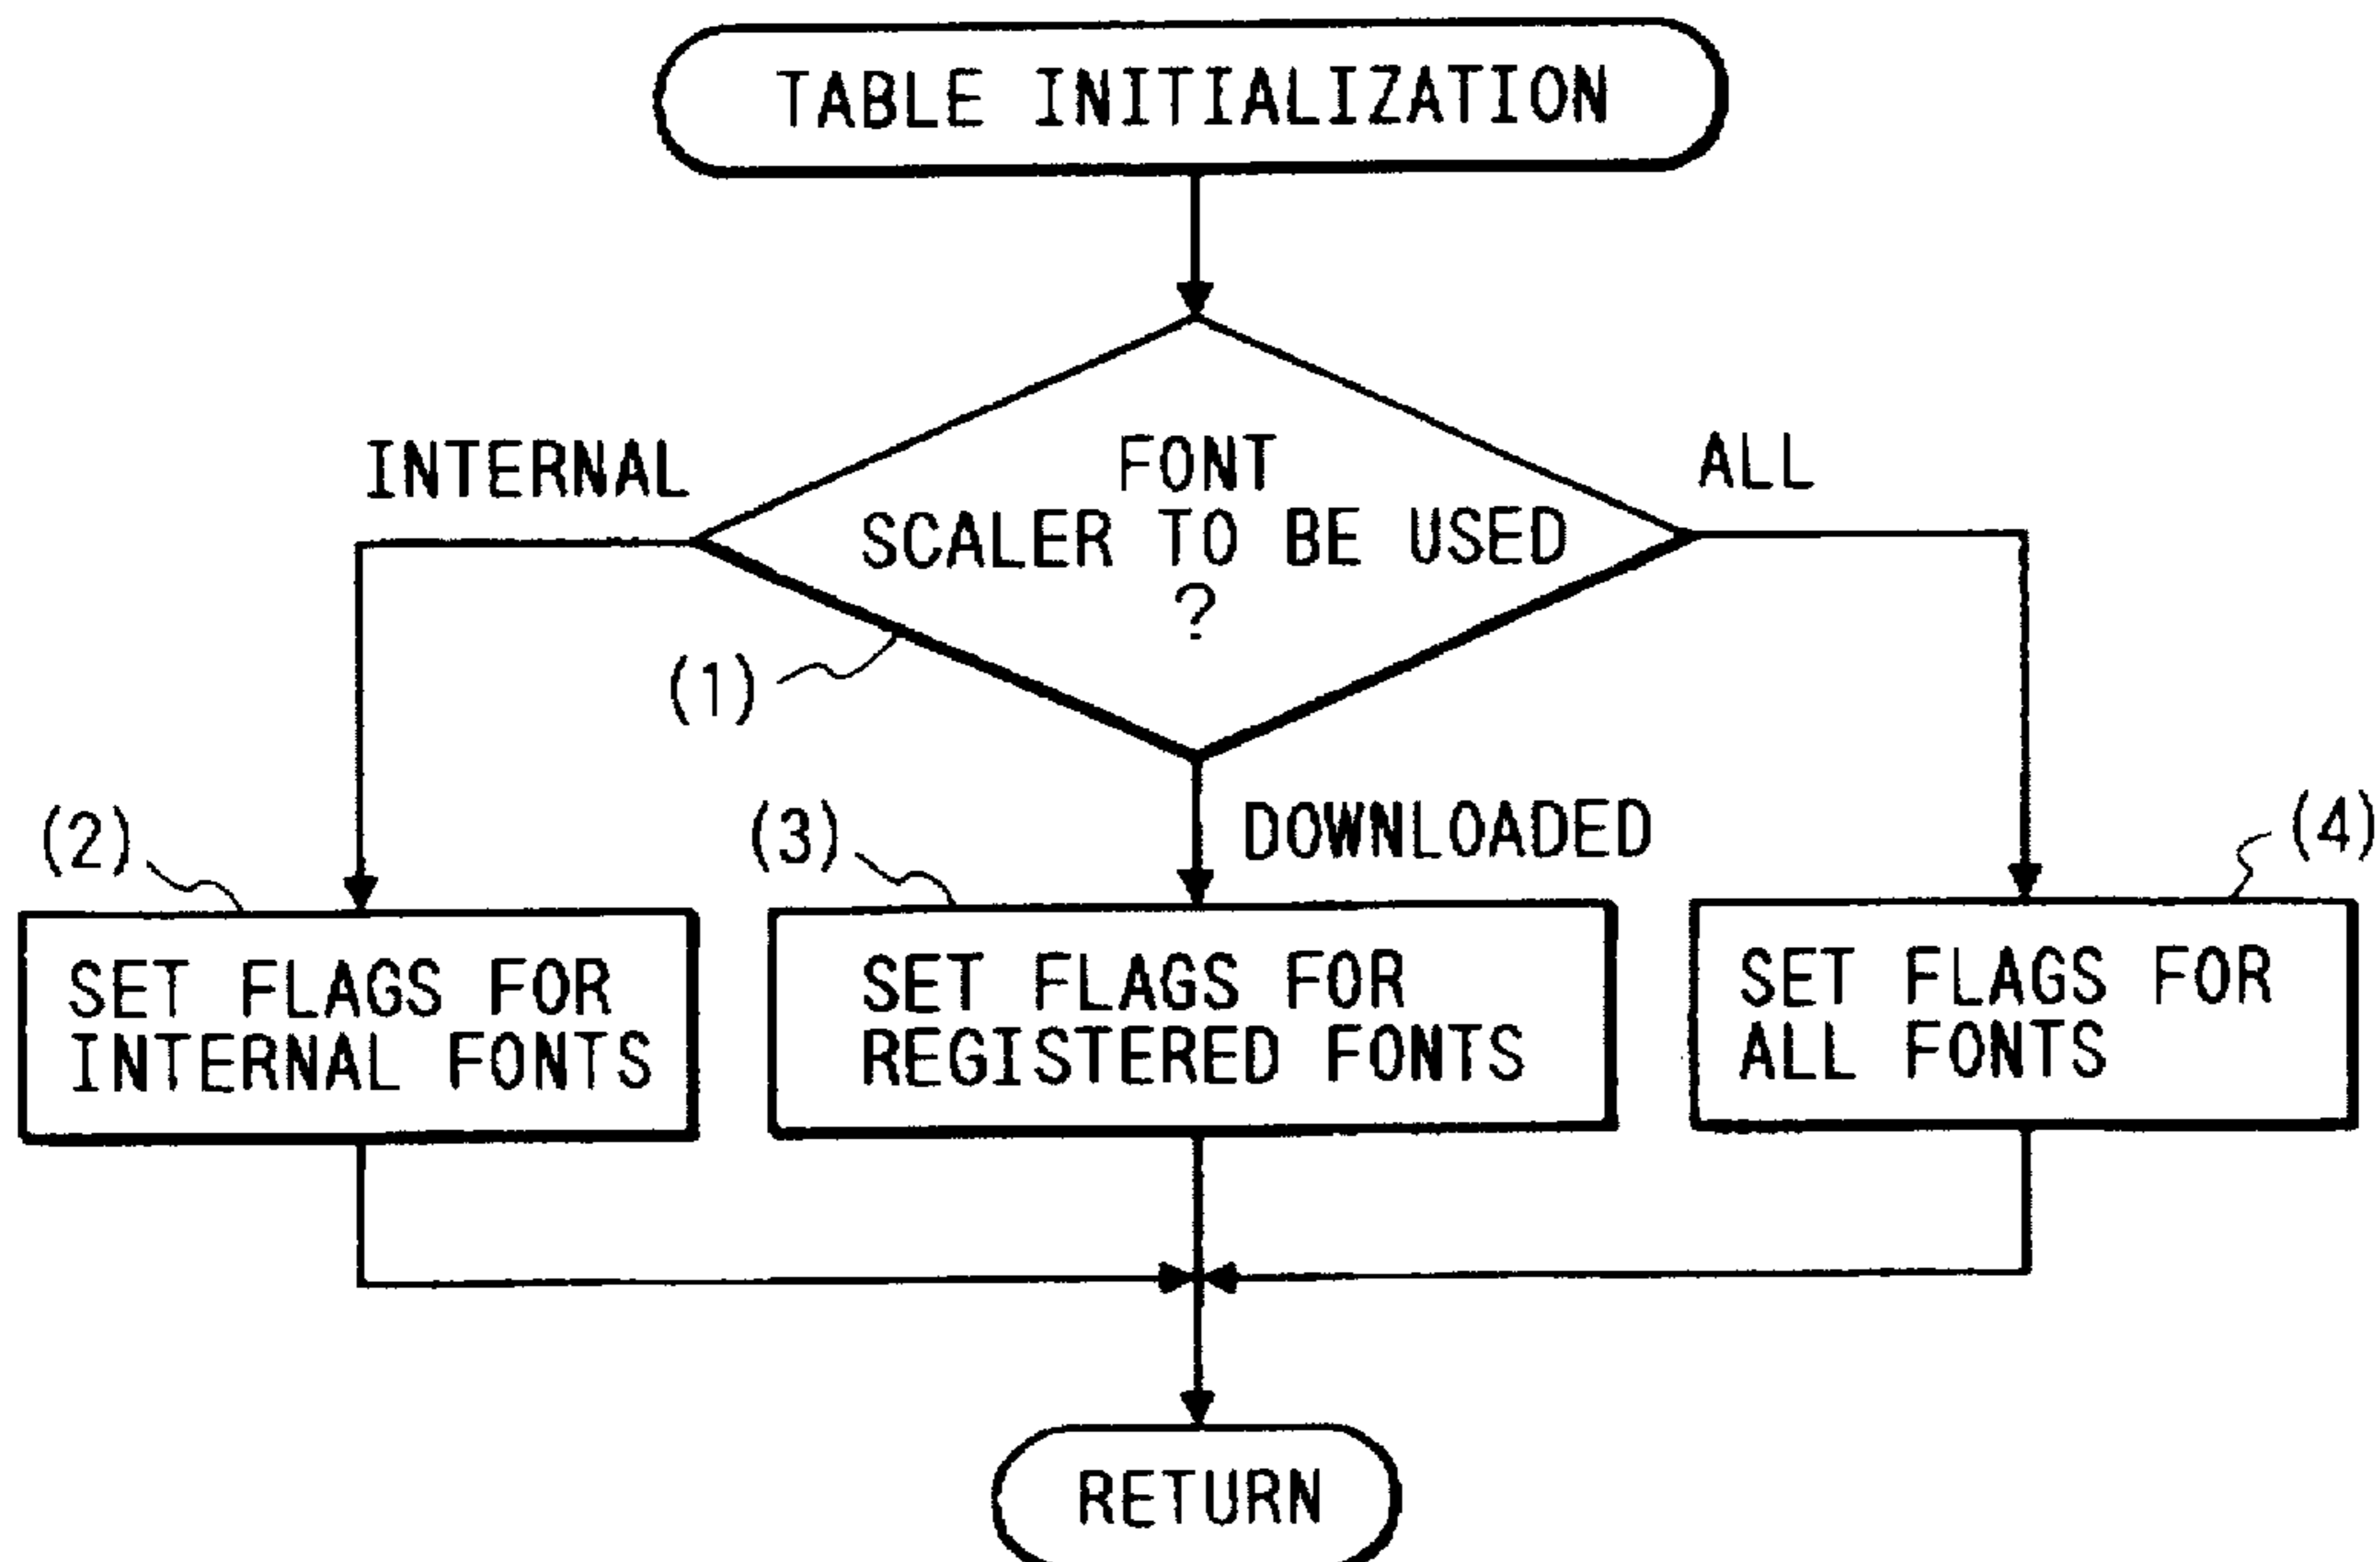 TABLE INITIALIZATION
INTERNAL
FONT
SCALER TO BE USED
?
ALL
(1)
(2)
(3)
DOWNLOADED
(4)
SET FLAGS FOR
INTERNAL FONTS
SET FLAGS FOR
REGISTERED FONTS
SET FLAGS FOR
ALL FONTS
RETURN